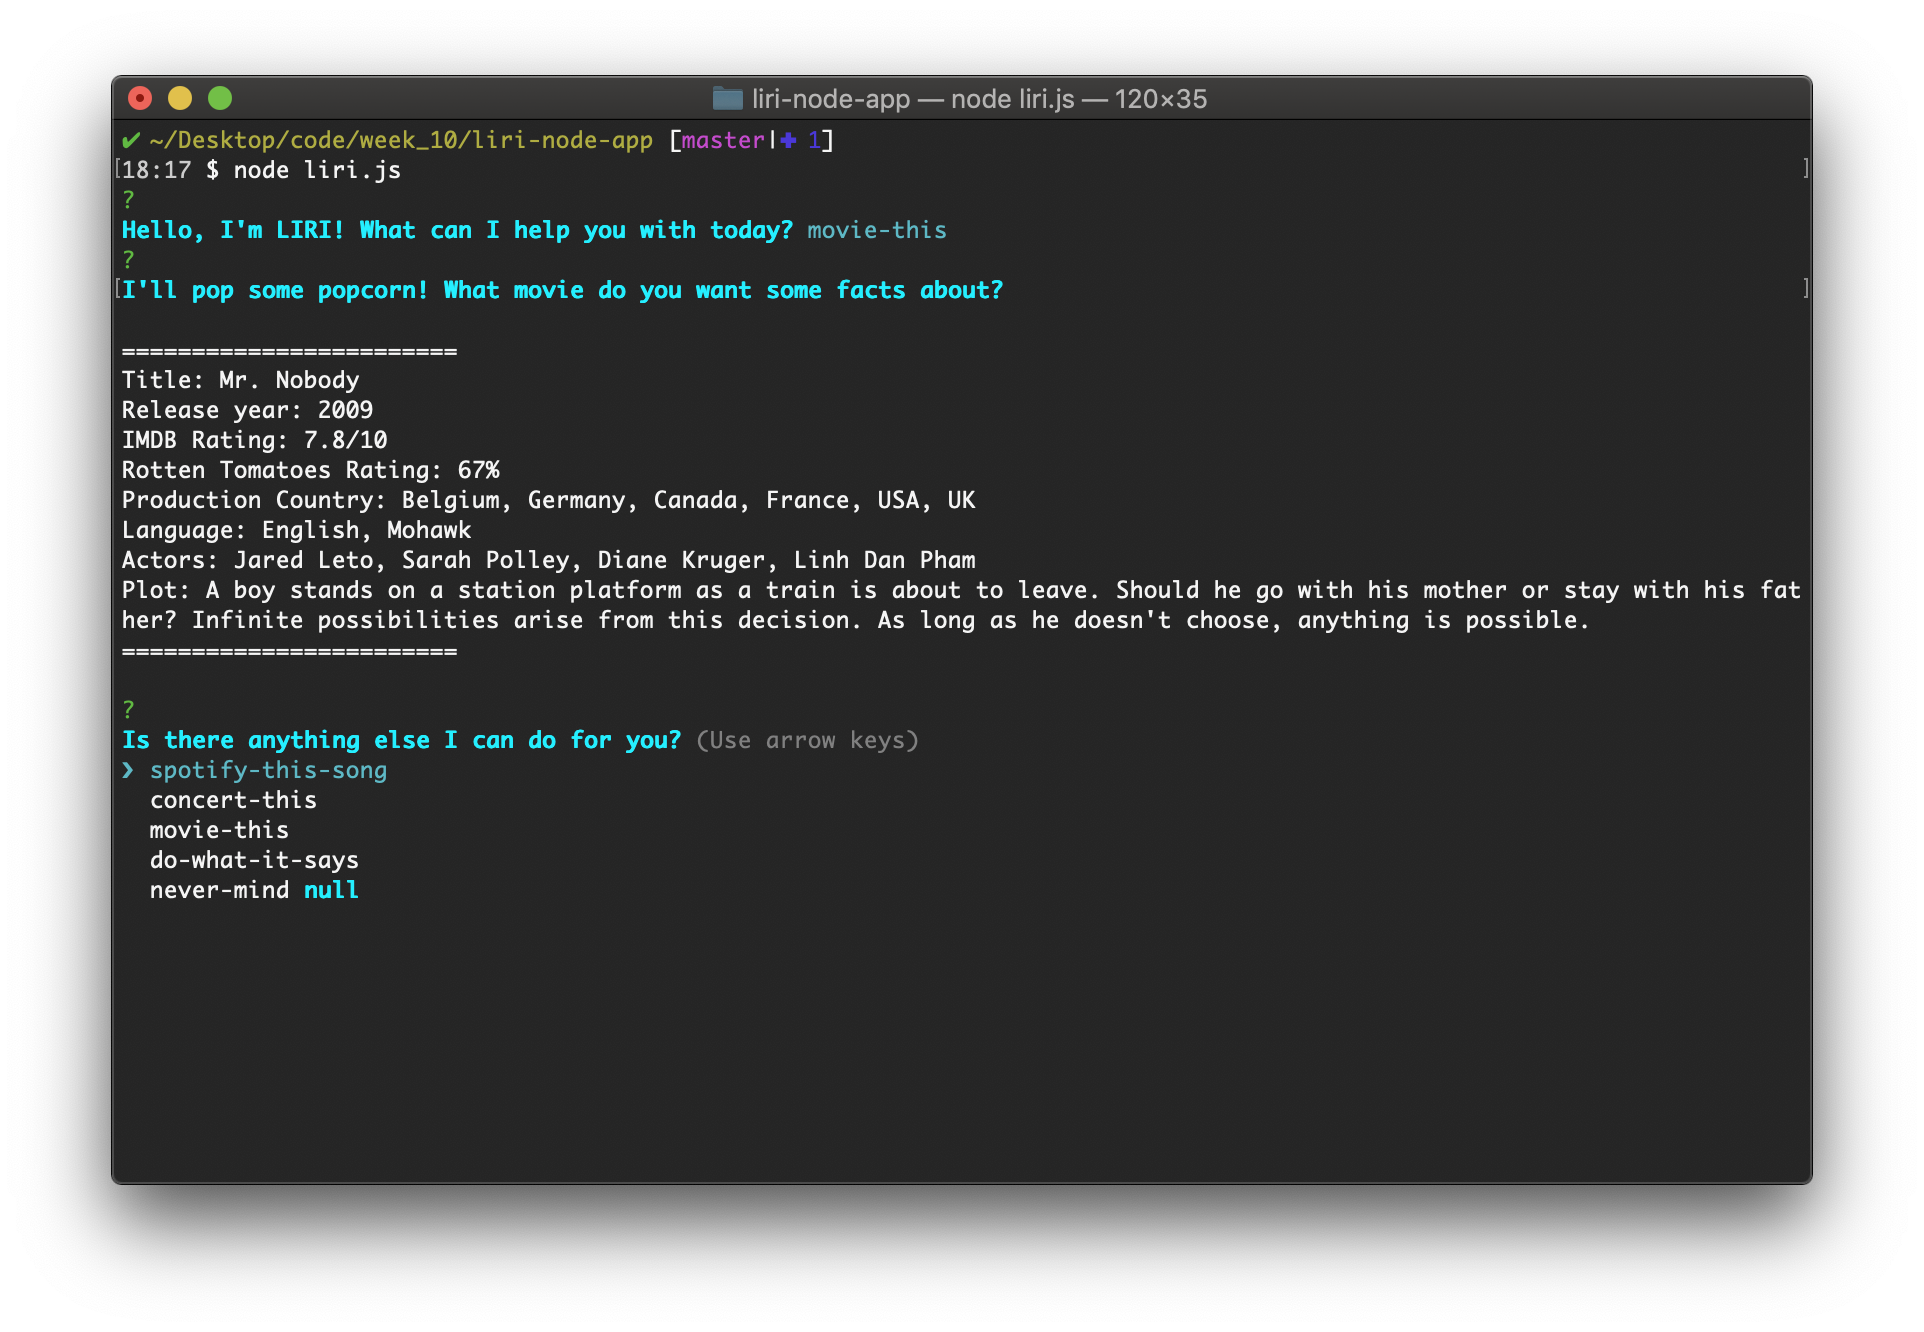 liri-node-app — node liri.js — 120×35
✔ ~/Desktop/code/week_10/liri-node-app [master|✚ 1]
[18:17 $ node liri.js ]
?
Hello, I'm LIRI! What can I help you with today? movie-this
?
[I'll pop some popcorn! What movie do you want some facts about? ]
========================
Title: Mr. Nobody
Release year: 2009
IMDB Rating: 7.8/10
Rotten Tomatoes Rating: 67%
Production Country: Belgium, Germany, Canada, France, USA, UK
Language: English, Mohawk
Actors: Jared Leto, Sarah Polley, Diane Kruger, Linh Dan Pham
Plot: A boy stands on a station platform as a train is about to leave. Should he go with his mother or stay with his fat
her? Infinite possibilities arise from this decision. As long as he doesn't choose, anything is possible.
========================
?
Is there anything else I can do for you? (Use arrow keys)
❯ spotify-this-song
concert-this
movie-this
do-what-it-says
never-mind null